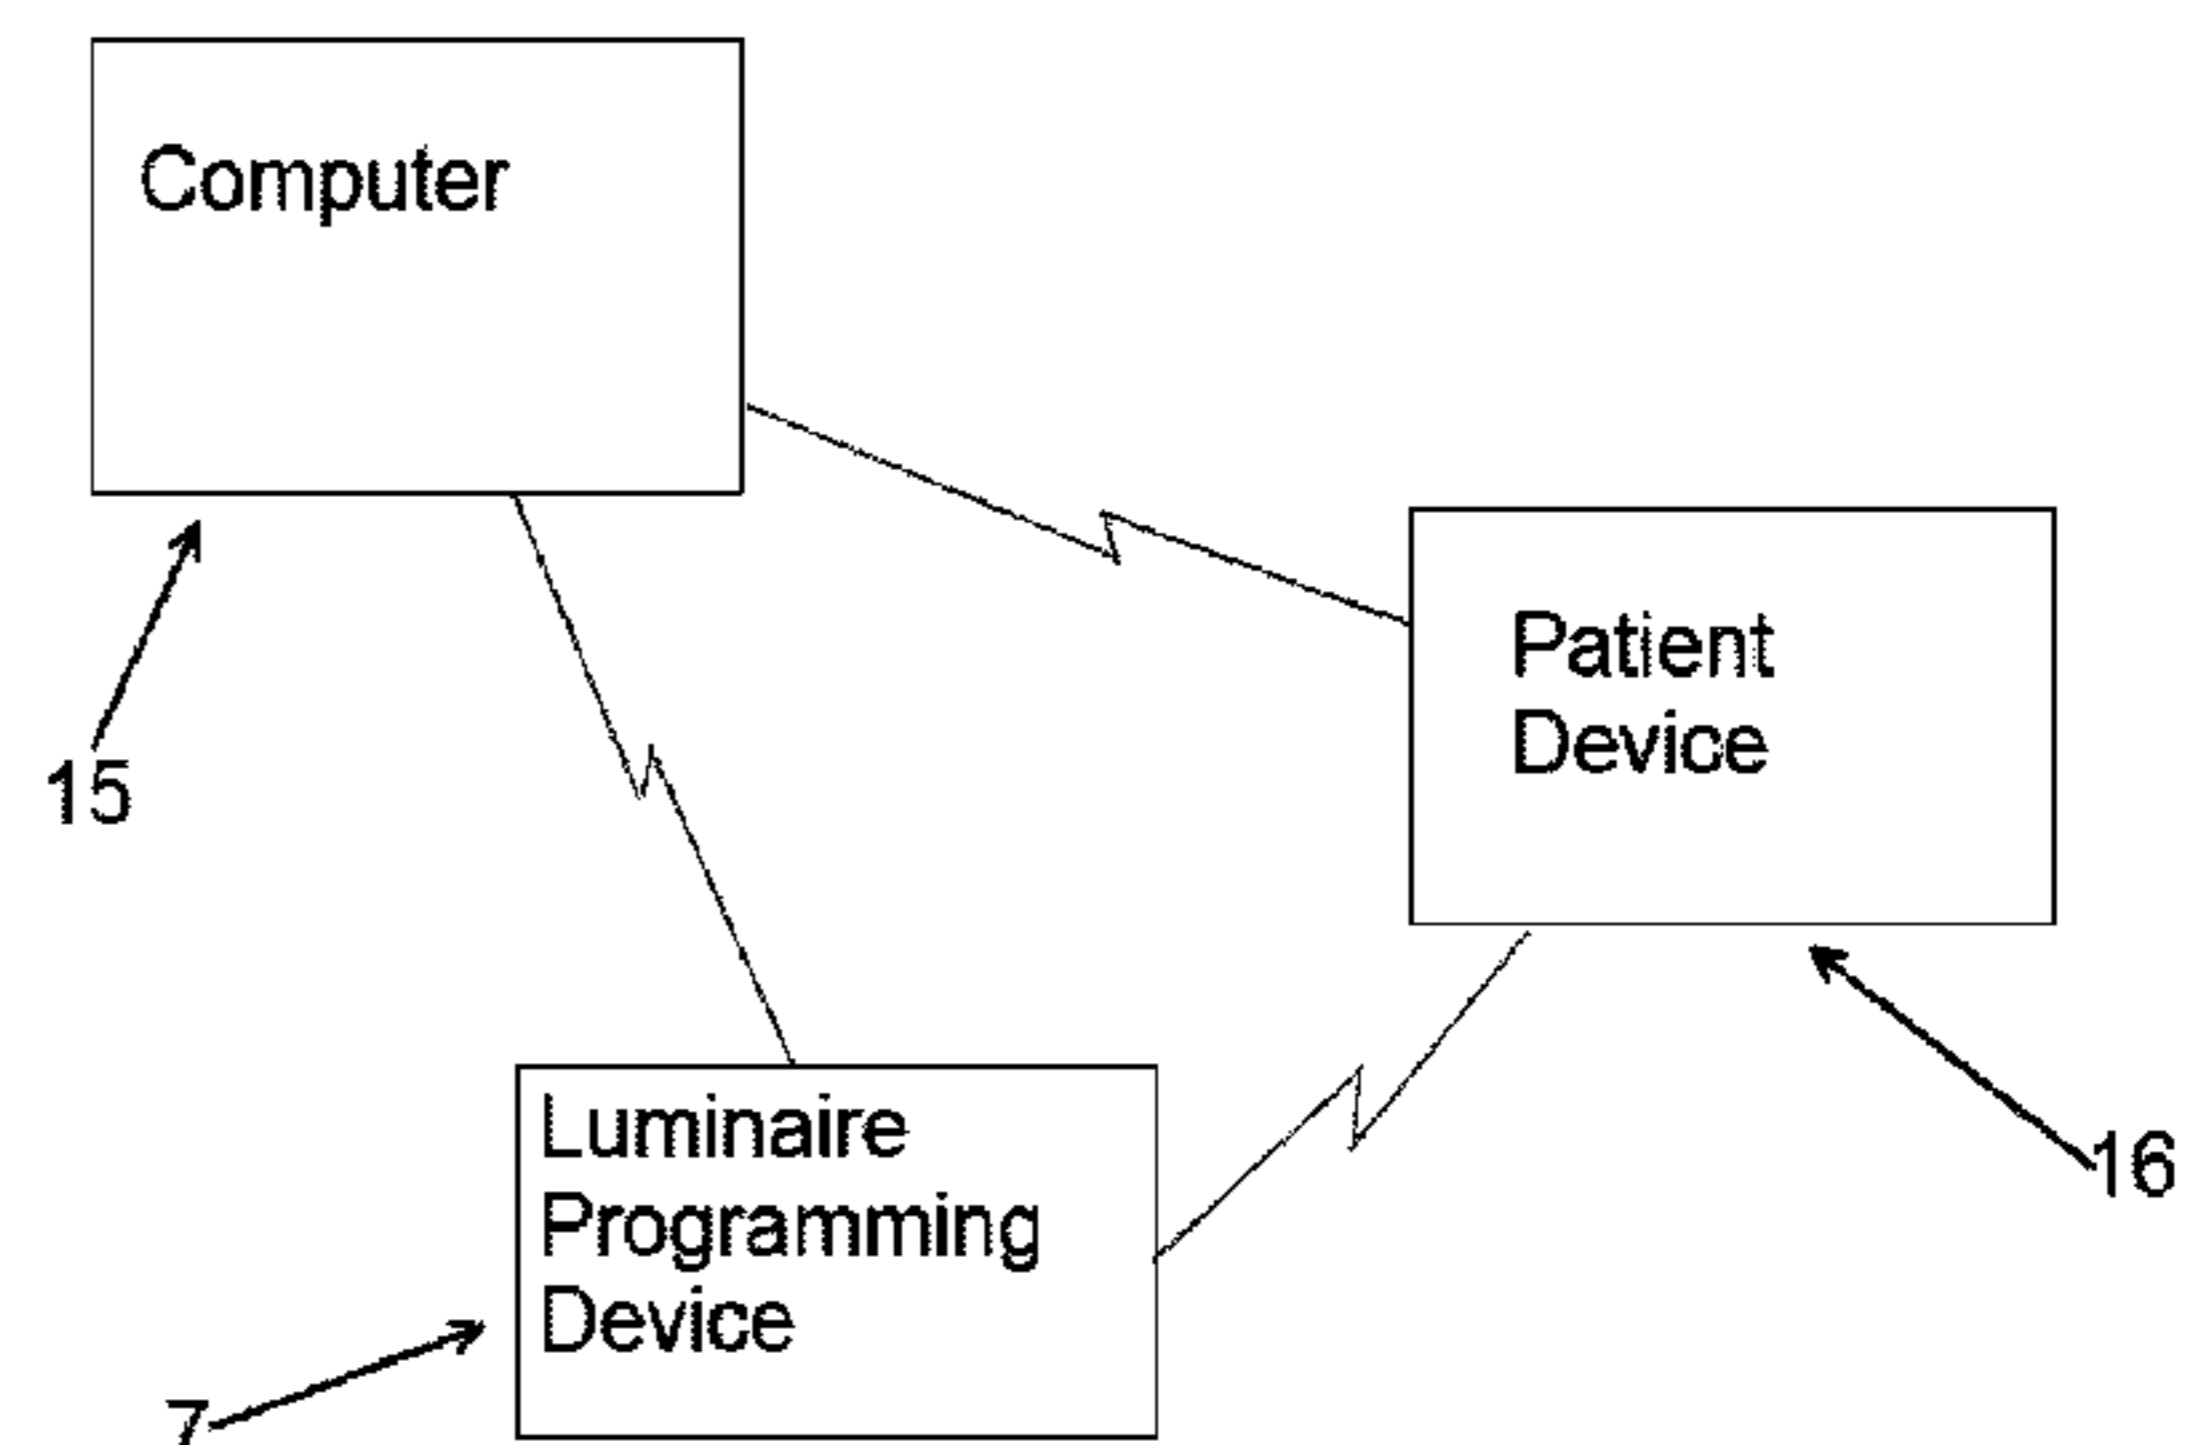 Computer
Patient
Device
15
Luminaire
Programming
Device
16
7